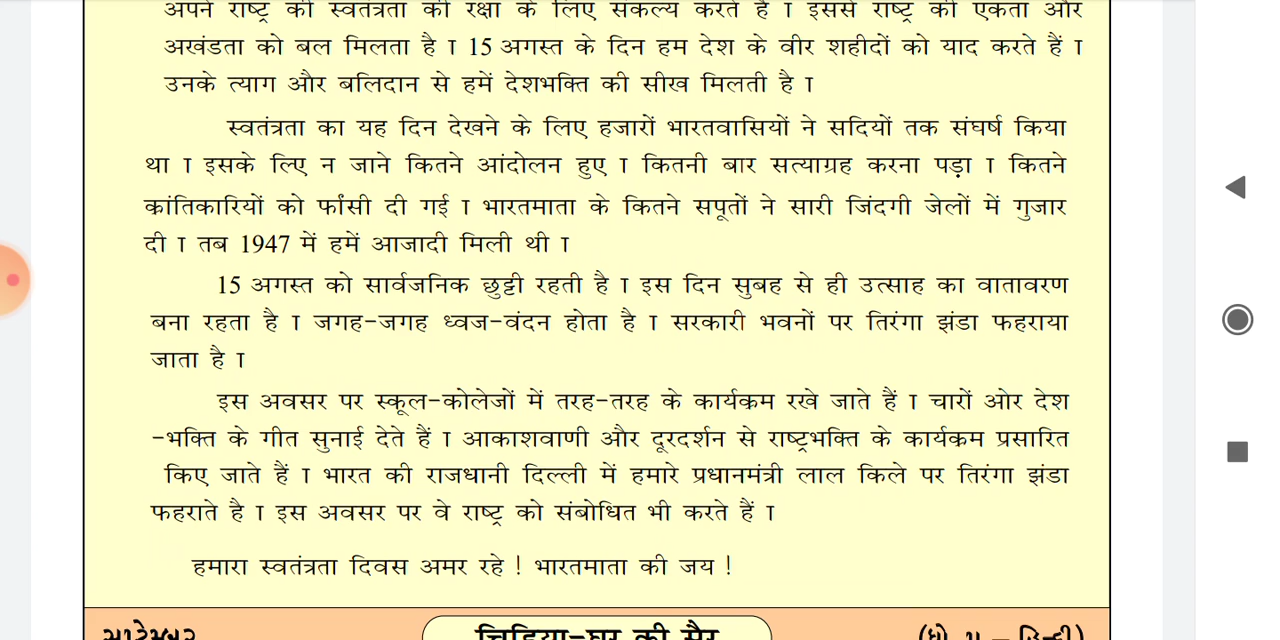 अपने राष्ट्र की स्वतंत्रता की रक्षा के लिए संकल्प करते है । इससे राष्ट्र की एकता और
अखंडता को बल मिलता है । 15 अगस्त के दिन हम देश के वीर शहीदों को याद करते हैं ।
उनके त्याग और बलिदान से हमें देशभक्ति की सीख मिलती है ।
स्वतंत्रता का यह दिन देखने के लिए हजारों भारतवासियों ने सदियों तक संघर्ष किया
था । इसके लिए न जाने कितने आंदोलन हुए । कितनी बार सत्याग्रह करना पड़ा । कितने
क्रांतिकारियों को फाँसी दी गई । भारतमाता के कितने सपूतों ने सारी जिंदगी जेलों में गुजार
दी । तब 1947 में हमें आजादी मिली थी ।
15 अगस्त को सार्वजनिक छुट्टी रहती है । इस दिन सुबह से ही उत्साह का वातावरण
बना रहता है । जगह-जगह ध्वज-वंदन होता है । सरकारी भवनों पर तिरंगा झंडा फहराया
जाता है ।
इस अवसर पर स्कूल-कोलेजों में तरह-तरह के कार्यक्रम रखे जाते हैं । चारों ओर देश
-भक्ति के गीत सुनाई देते हैं । आकाशवाणी और दूरदर्शन से राष्ट्रभक्ति के कार्यक्रम प्रसारित
किए जाते हैं । भारत की राजधानी दिल्ली में हमारे प्रधानमंत्री लाल किले पर तिरंगा झंडा
फहराते है । इस अवसर पर वे राष्ट्र को संबोधित भी करते हैं ।
हमारा स्वतंत्रता दिवस अमर रहे ! भारतमाता की जय !
સપ્ટેમ્બર चिड़िया-घर की सैर (ધો. ૫ – હિન્દી)